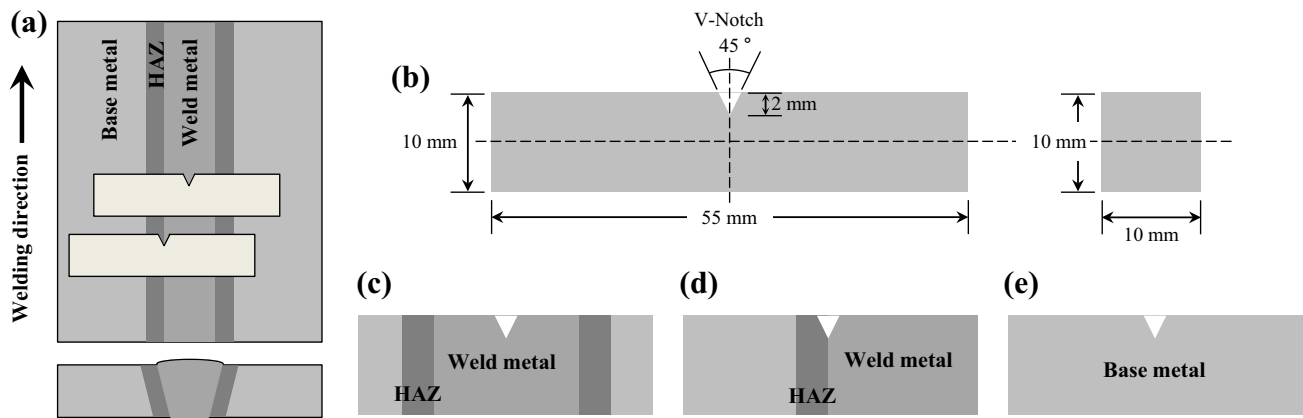 (a)
Welding direction
Base metal
HAZ
Weld metal
(b)
V-Notch
45 °
2 mm
10 mm
55 mm
10 mm
10 mm
(c)
Weld metal
HAZ
(d)
Weld metal
HAZ
(e)
Base metal